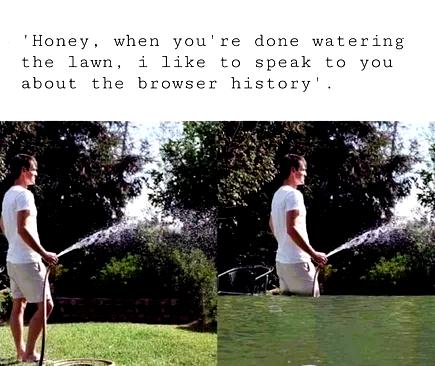 'Honey, when you're done watering
the lawn, i like to speak to you
about the browser history'.